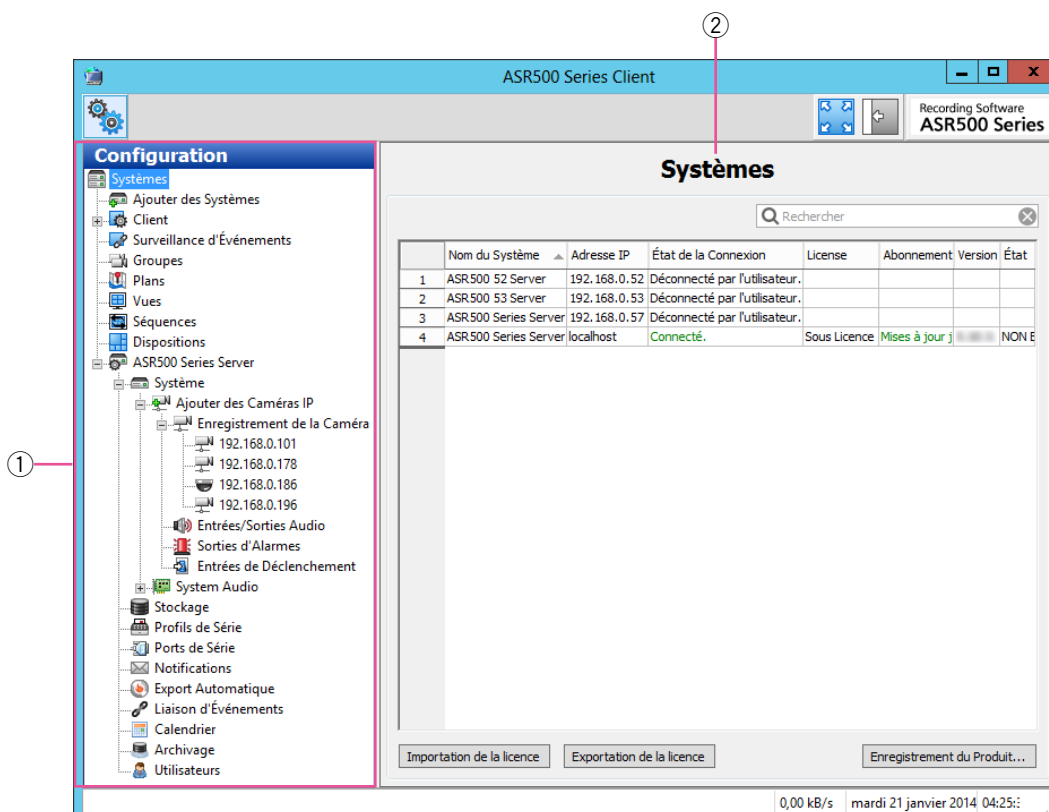 ②
ASR500 Series Client
Recording Software
ASR500 Series
①
Configuration
Systèmes
Ajouter des Systèmes
Client
Surveillance d'Événements
Groupes
Plans
Vues
Séquences
Dispositions
ASR500 Series Server
Système
Ajouter des Caméras IP
Enregistrement de la Caméra
192.168.0.101
192.168.0.178
192.168.0.186
192.168.0.196
Entrées/Sorties Audio
Sorties d'Alarmes
Entrées de Déclenchement
System Audio
Stockage
Profils de Série
Ports de Série
Notifications
Export Automatique
Liaison d'Événements
Calendrier
Archivage
Utilisateurs
Systèmes
Rechercher
Nom du Système Adresse IP État de la Connexion License Abonnement Version État
1 ASR500 52 Server 192.168.0.52 Déconnecté par l'utilisateur.
2 ASR500 53 Server 192.168.0.53 Déconnecté par l'utilisateur.
3 ASR500 Series Server 192.168.0.57 Déconnecté par l'utilisateur.
4 ASR500 Series Server localhost Connecté. Sous Licence Mises à jour j NON E
Importation de la licence Exportation de la licence Enregistrement du Produit...
0,00 kB/s mardi 21 janvier 2014 04:25: